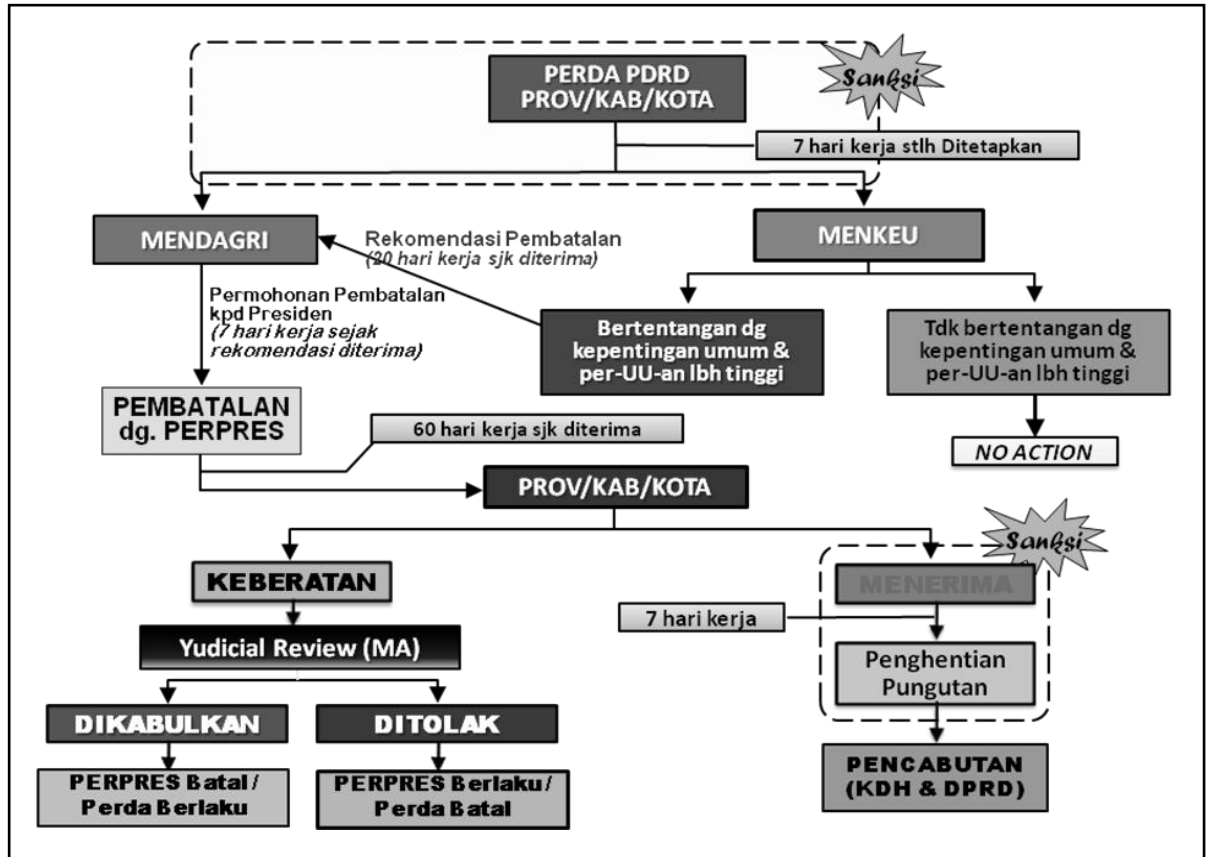 PERDA PDRD
PROV/KAB/KOTA
Sanksi
7 hari kerja stlh Ditetapkan
MENDAGRI
Rekomendasi Pembatalan
(20 hari kerja sjk diterima)
MENKEU
Permohonan Pembatalan
kpd Presiden
(7 hari kerja sejak
rekomendasi diterima)
Bertentangan dg
kepentingan umum &
per-UU-an lbh tinggi
Tdk bertentangan dg
kepentingan umum &
per-UU-an lbh tinggi
PEMBATALAN
dg. PERPRES
60 hari kerja sjk diterima
NO ACTION
PROV/KAB/KOTA
Sanksi
KEBERATAN
MENERIMA
7 hari kerja
Yudicial Review (MA)
Penghentian
Pungutan
DIKABULKAN
DITOLAK
PERPRES Batal /
Perda Berlaku
PERPRES Berlaku/
Perda Batal
PENCABUTAN
(KDH & DPRD)